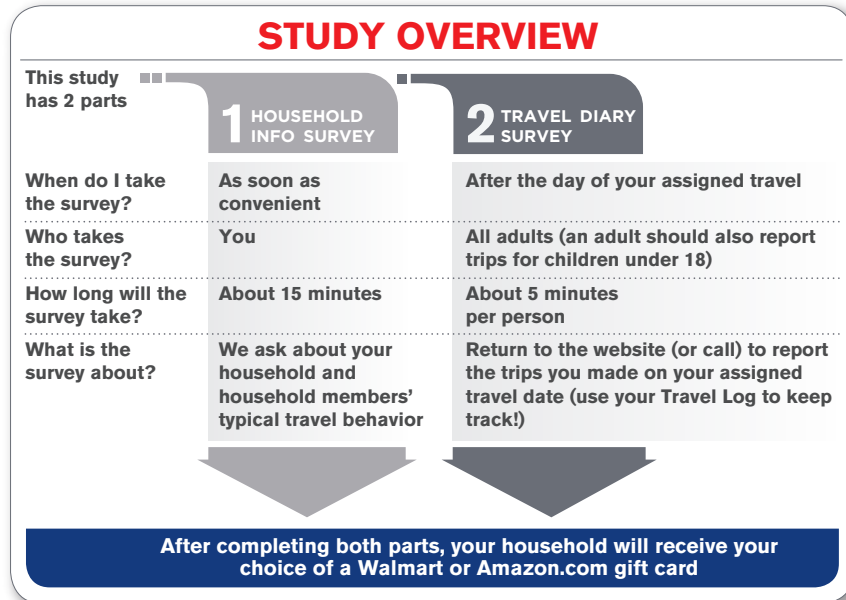 STUDY OVERVIEW
This study
has 2 parts
1 HOUSEHOLD
INFO SURVEY
2 TRAVEL DIARY
SURVEY
When do I take
the survey?
As soon as
convenient
After the day of your assigned travel
Who takes
the survey?
You
All adults (an adult should also report
trips for children under 18)
How long will the
survey take?
About 15 minutes
About 5 minutes
per person
What is the
survey about?
We ask about your
household and
household members’
typical travel behavior
Return to the website (or call) to report
the trips you made on your assigned
travel date (use your Travel Log to keep
track!)
After completing both parts, your household will receive your
choice of a Walmart or Amazon.com gift card